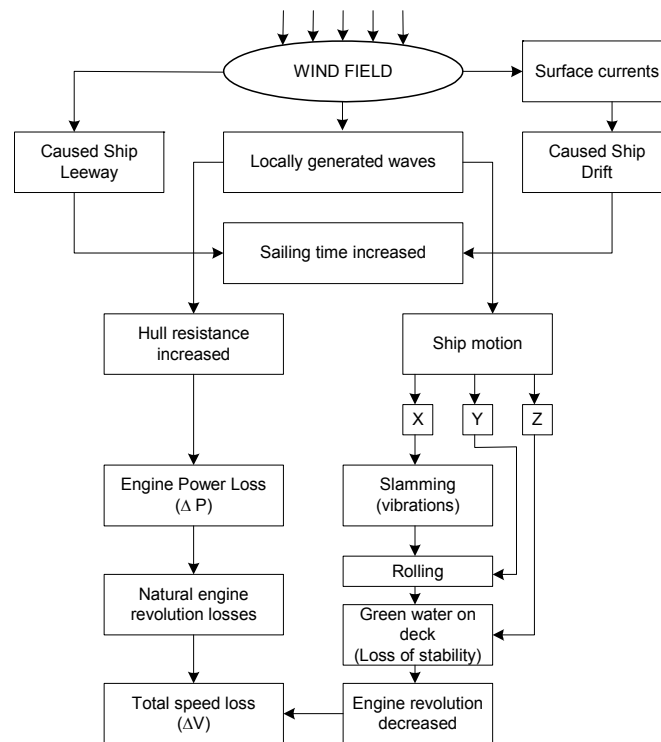 WIND FIELD
Surface currents
Caused Ship
Leeway
Locally generated waves
Caused Ship
Drift
Sailing time increased
Hull resistance
increased
Ship motion
X
Y
Z
Engine Power Loss
(Δ P)
Slamming
(vibrations)
Rolling
Natural engine
revolution losses
Green water on
deck
(Loss of stability)
Total speed loss
(ΔV)
Engine revolution
decreased